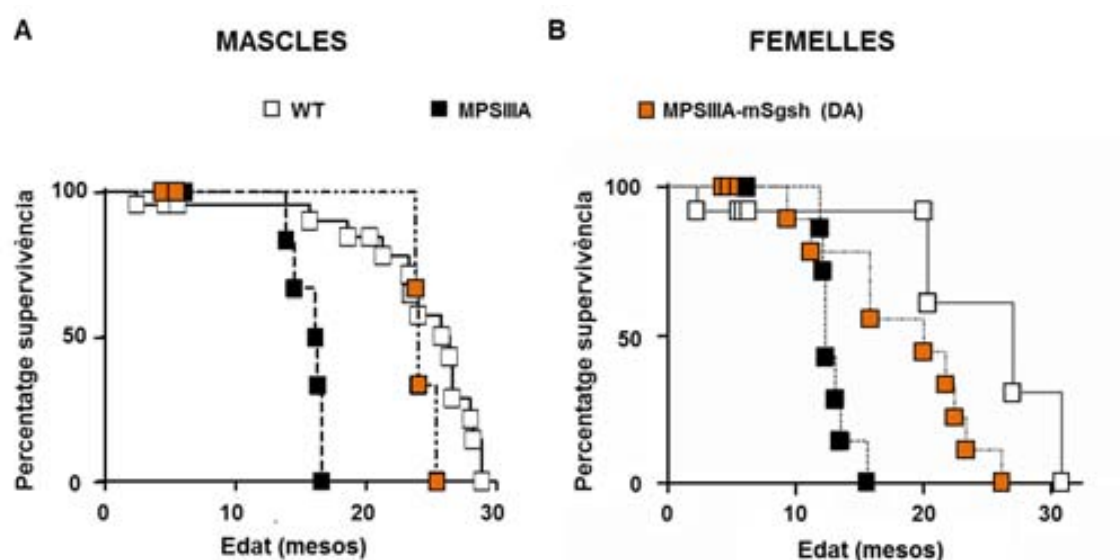 A
MASCLES
B
FEMELLES
WT
MPSIIIA
MPSIIIA-mSgsh (DA)
Percentatge supervivència
100
50
0
0
10
20
30
Edat (mesos)
Percentatge supervivència
100
50
0
0
10
20
30
Edat (mesos)